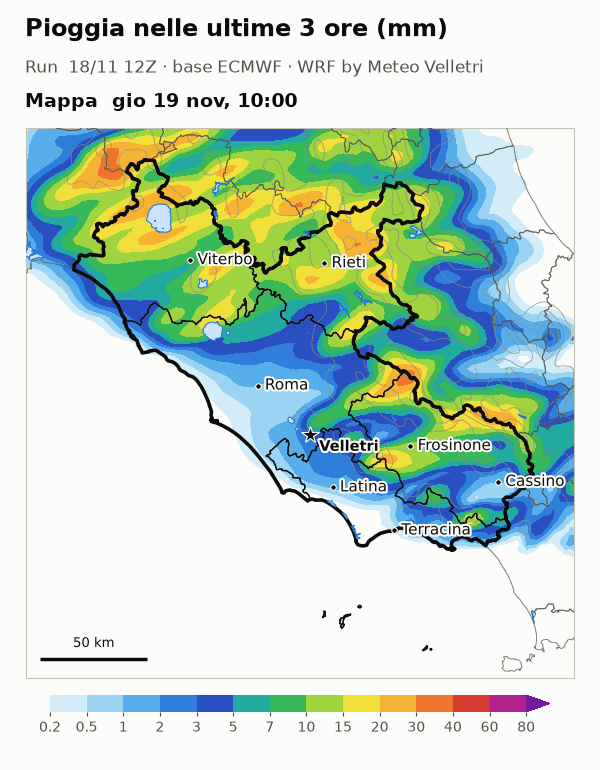 Pioggia nelle ultime 3 ore (mm)
Run  18/11 12Z · base ECMWF · WRF by Meteo Velletri
Mappa  gio 19 nov, 10:00
Viterbo
Rieti
Roma
Velletri
Frosinone
Cassino
Latina
Terracina
50 km
0.2 0.5 1 2 3 5 7 10 15 20 30 40 60 80